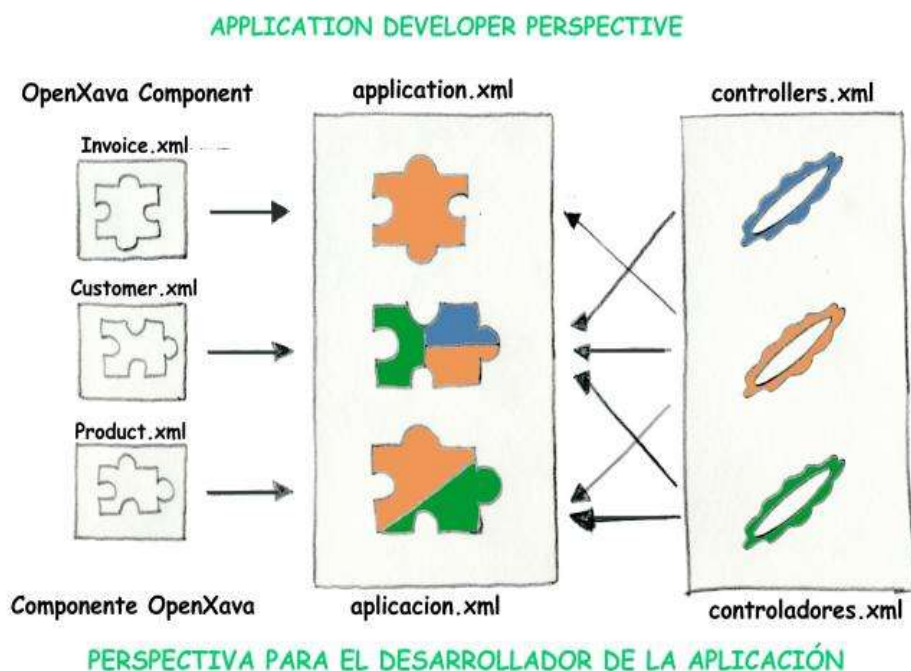 APPLICATION DEVELOPER PERSPECTIVE
OpenXava Component
application.xml
controllers.xml
Invoice.xml
Customer.xml
Product.xml
Componente OpenXava
aplicacion.xml
controladores.xml
PERSPECTIVA PARA EL DESARROLLADOR DE LA APLICACIÓN